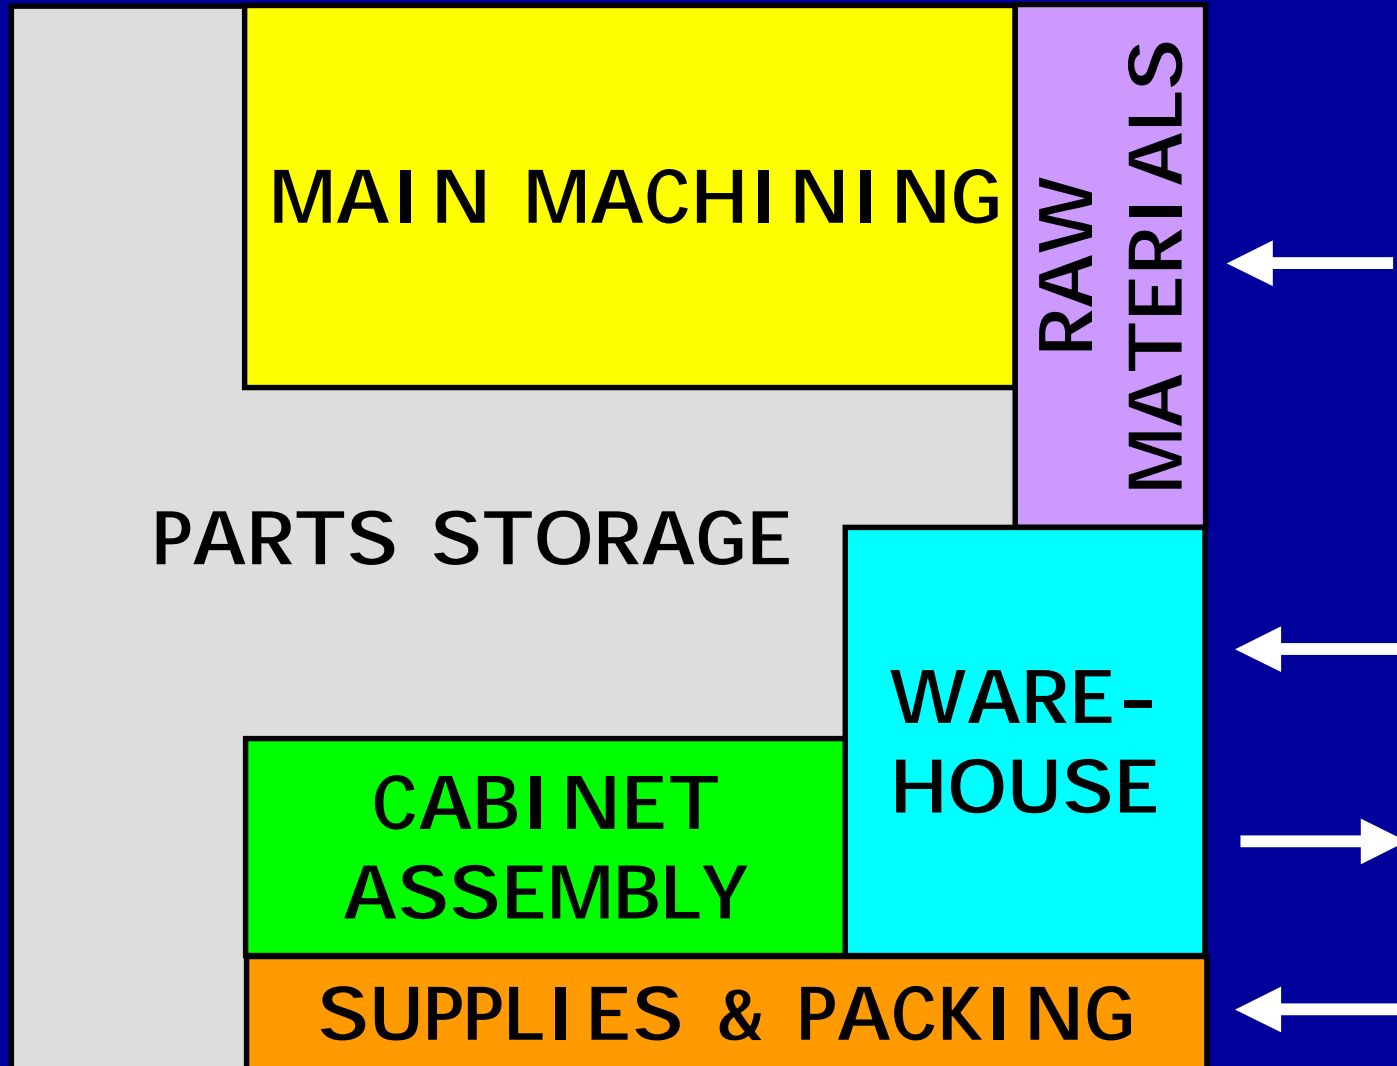 MAIN MACHINING
RAW
MATERIALS
PARTS STORAGE
WARE-
HOUSE
CABINET
ASSEMBLY
SUPPLIES & PACKING